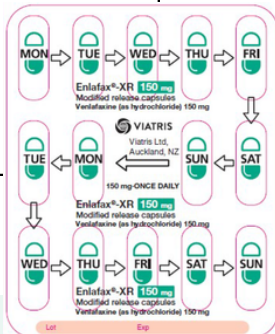 MON TUE WED THU FRI
Enlafax®-XR 150 mg
Modified release capsules
Venlafaxine (as hydrochloride) 150 mg
VIATRIS
Viatris Ltd,
Auckland, NZ
TUE MON SUN SAT
150 mg-ONCE DAILY
Enlafax®-XR 150 mg
Modified release capsules
Venlafaxine (as hydrochloride) 150 mg
WED THU FRI SAT SUN
Enlafax®-XR 150 mg
Modified release capsules
Venlafaxine (as hydrochloride) 150 mg
Lot Exp